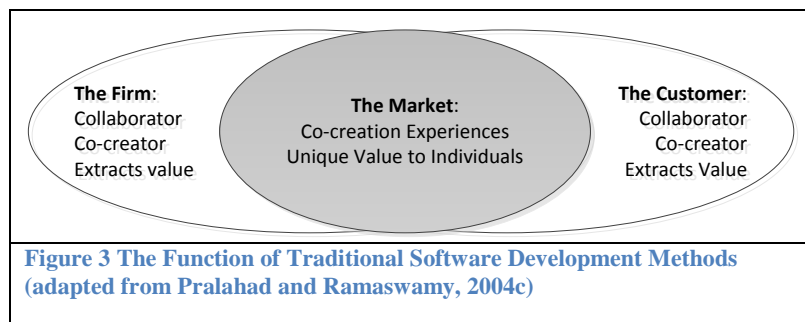 The Firm:
Collaborator
Co-creator
Extracts value
The Market:
Co-creation Experiences
Unique Value to Individuals
The Customer:
Collaborator
Co-creator
Extracts Value
Figure 3 The Function of Traditional Software Development Methods
(adapted from Pralahad and Ramaswamy, 2004c)